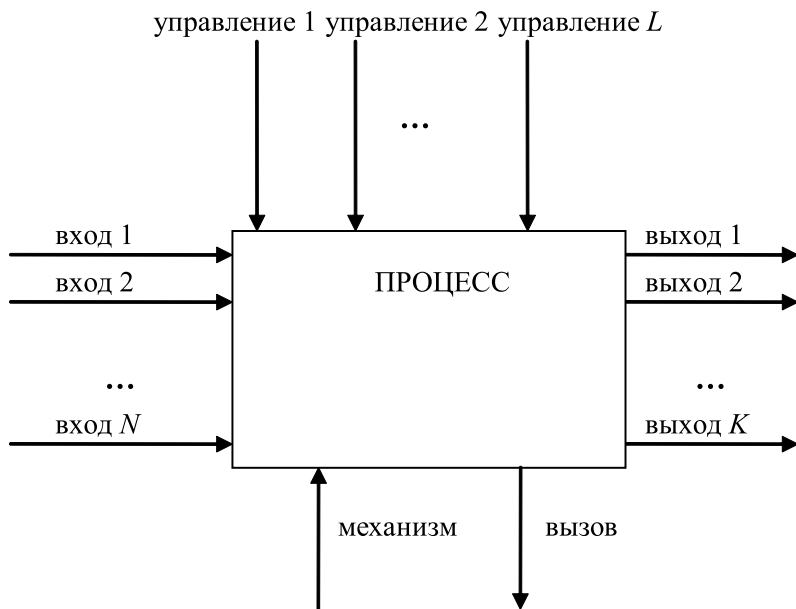 управление 1 управление 2 управление L
...
вход 1
выход 1
ПРОЦЕСС
вход 2
выход 2
...
...
вход N
выход K
механизм
вызов